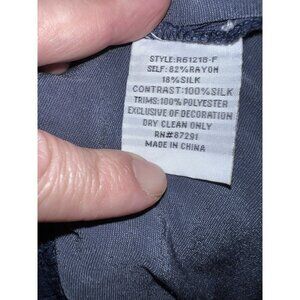 STYLE:R61216-F
SELF: 82%RAYON
18%SILK
CONTRAST:100%SILK
TRIMS:100%POLYESTER
EXCLUSIVE OF DECORATION
DRY CLEAN ONLY
RN#87291
MADE IN CHINA